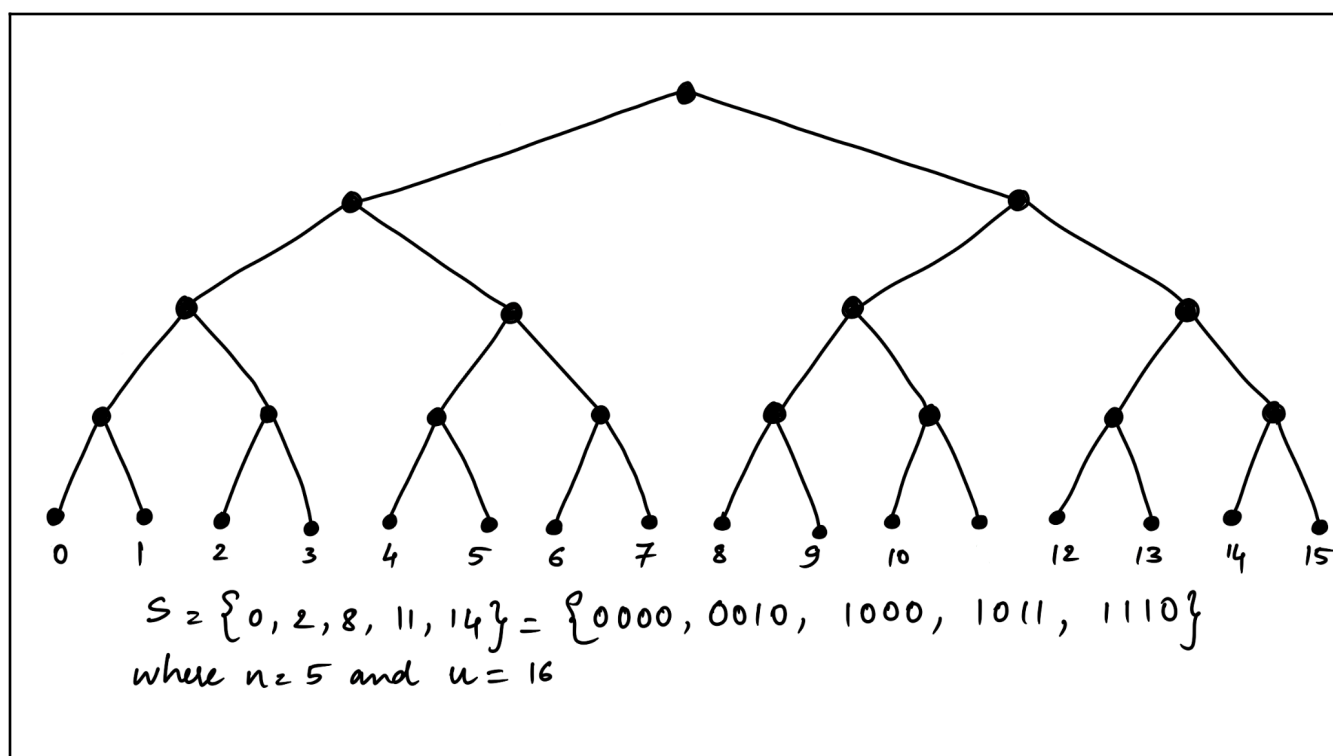 0 1 2 3 4 5 6 7 8 9 10 12 13 14 15
S = {0, 2, 8, 11, 14} = {0000, 0010, 1000, 1011, 1110}
where n = 5 and u = 16